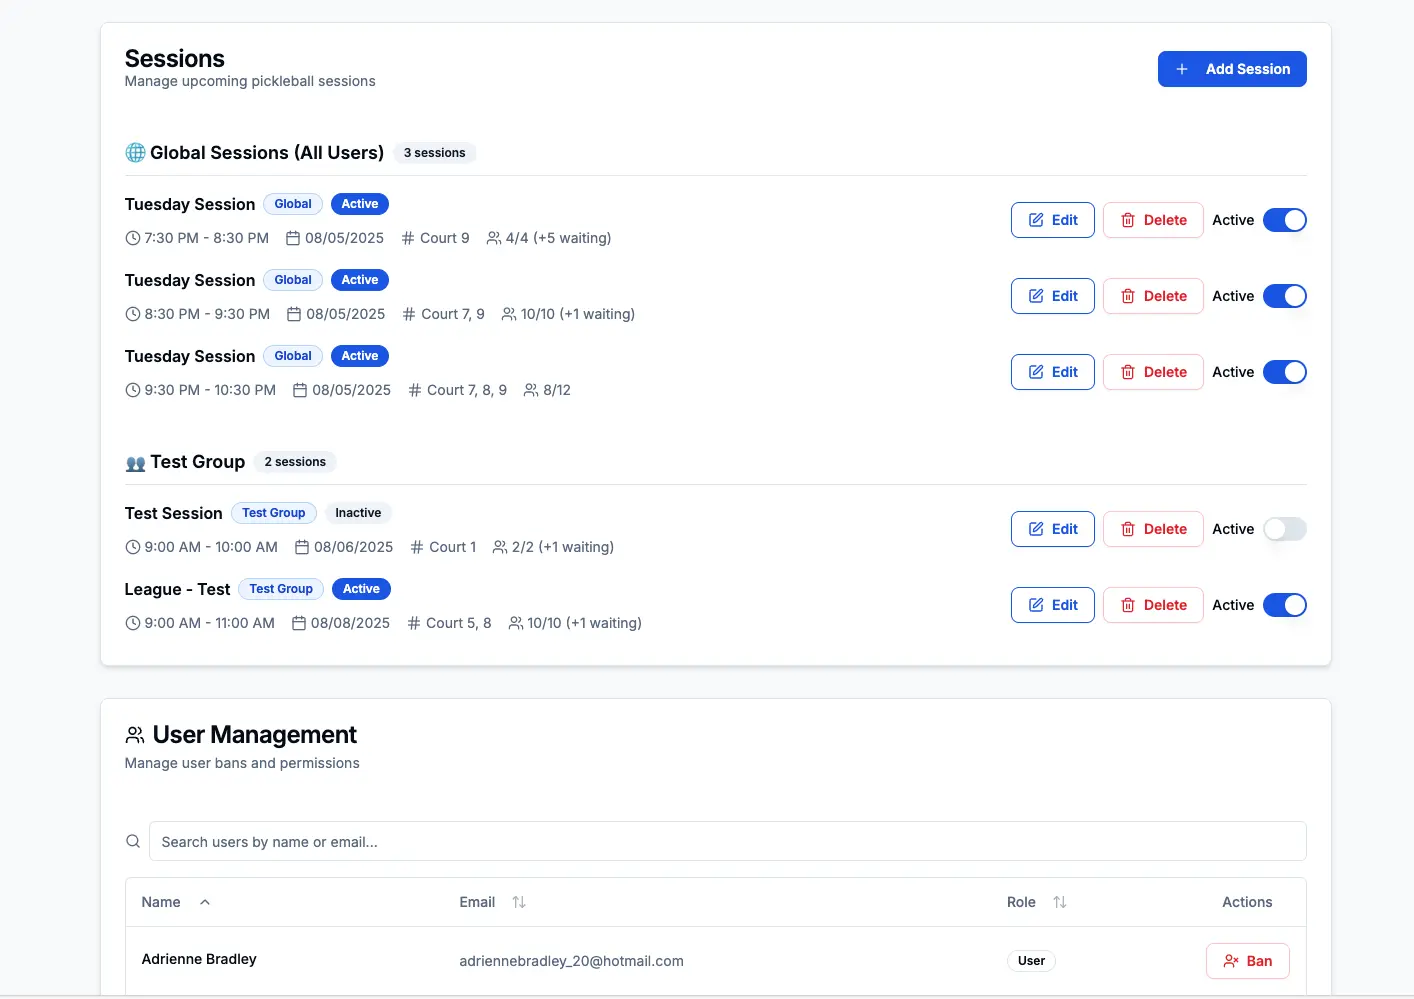 Sessions
Manage upcoming pickleball sessions
Add Session
Global Sessions (All Users) 3 sessions
Tuesday Session Global Active
7:30 PM - 8:30 PM 08/05/2025 # Court 9 4/4 (+5 waiting)
Edit Delete Active
Tuesday Session Global Active
8:30 PM - 9:30 PM 08/05/2025 # Court 7, 9 10/10 (+1 waiting)
Edit Delete Active
Tuesday Session Global Active
9:30 PM - 10:30 PM 08/05/2025 # Court 7, 8, 9 8/12
Edit Delete Active
Test Group 2 sessions
Test Session Test Group Inactive
9:00 AM - 10:00 AM 08/06/2025 # Court 1 2/2 (+1 waiting)
Edit Delete Active
League - Test Test Group Active
9:00 AM - 11:00 AM 08/08/2025 # Court 5, 8 10/10 (+1 waiting)
Edit Delete Active
User Management
Manage user bans and permissions
Search users by name or email...
Name Email Role Actions
Adrienne Bradley adriennebradley_20@hotmail.com User Ban